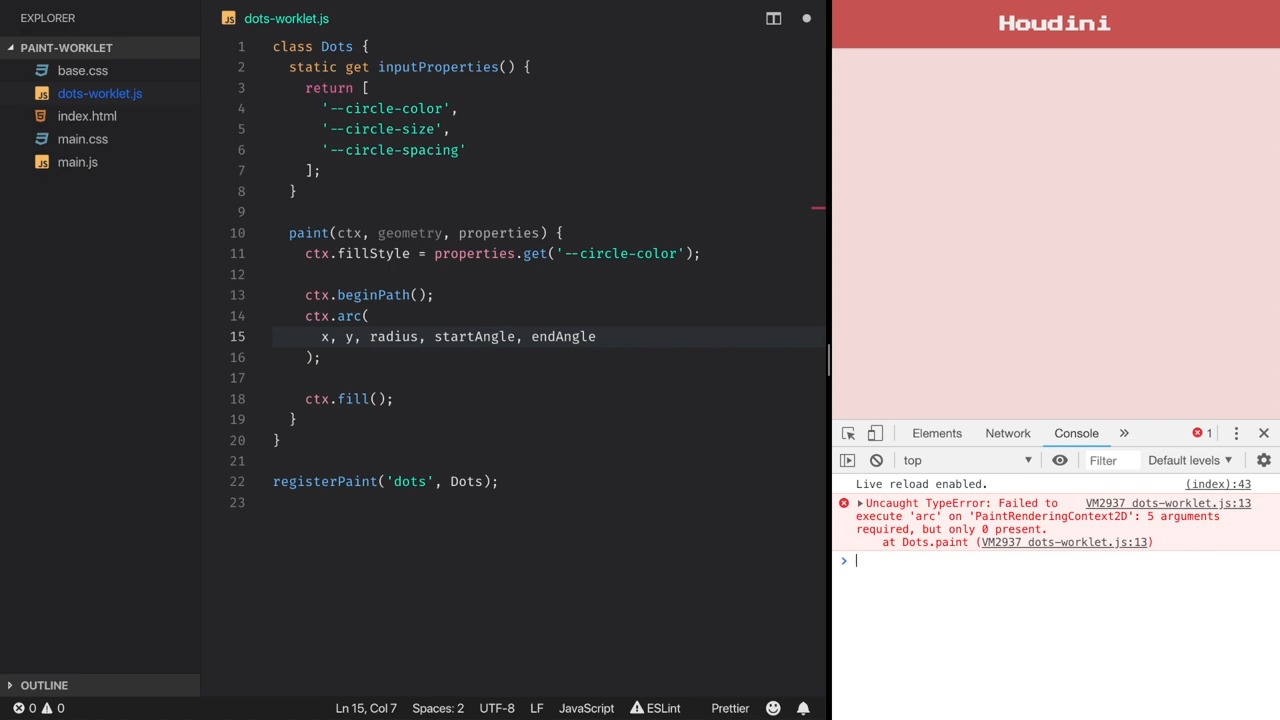 EXPLORER
PAINT-WORKLET
base.css
JS dots-worklet.js
index.html
main.css
JS main.js
OUTLINE
JS dots-worklet.js
1 class Dots {
2 static get inputProperties() {
3 return [
4 '--circle-color',
5 '--circle-size',
6 '--circle-spacing'
7 ];
8 }
9
10 paint(ctx, geometry, properties) {
11 ctx.fillStyle = properties.get('--circle-color');
12
13 ctx.beginPath();
14 ctx.arc(
15 x, y, radius, startAngle, endAngle
16 );
17
18 ctx.fill();
19 }
20 }
21
22 registerPaint('dots', Dots);
23
0 0 Ln 15, Col 7 Spaces: 2 UTF-8 LF JavaScript ESLint Prettier
Houdini
Elements Network Console » 1
top Filter Default levels
Live reload enabled. (index):43
Uncaught TypeError: Failed to VM2937 dots-worklet.js:13
execute 'arc' on 'PaintRenderingContext2D': 5 arguments
required, but only 0 present.
at Dots.paint (VM2937 dots-worklet.js:13)
>